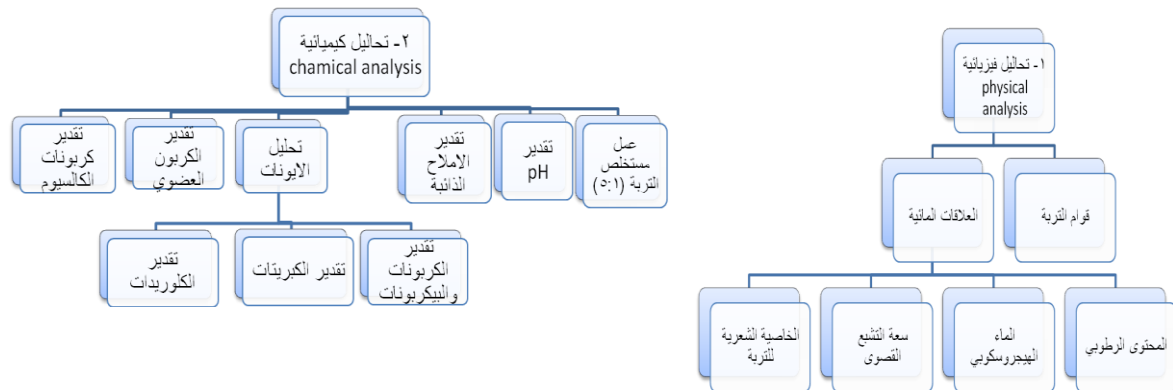 ١- تحاليل فيزيائية
physical
analysis
قوام التربة
العلاقات المائية
المحتوى الرطوبي
الماء
الهيجروسكوبي
سعة التشبع
القصوى
الخاصية الشعرية
للتربة
٢- تحاليل كيميائية
chamical analysis
عمل
مستخلص
التربة (٥:١)
تقدير
pH
تقدير
الاملاح
الذائبة
تحليل
الايونات
تقدير
الكربون
العضوي
تقدير
كربونات
الكالسيوم
تقدير
الكربونات
والبيكربونات
تقدير الكبريتات
تقدير
الكلوريدات